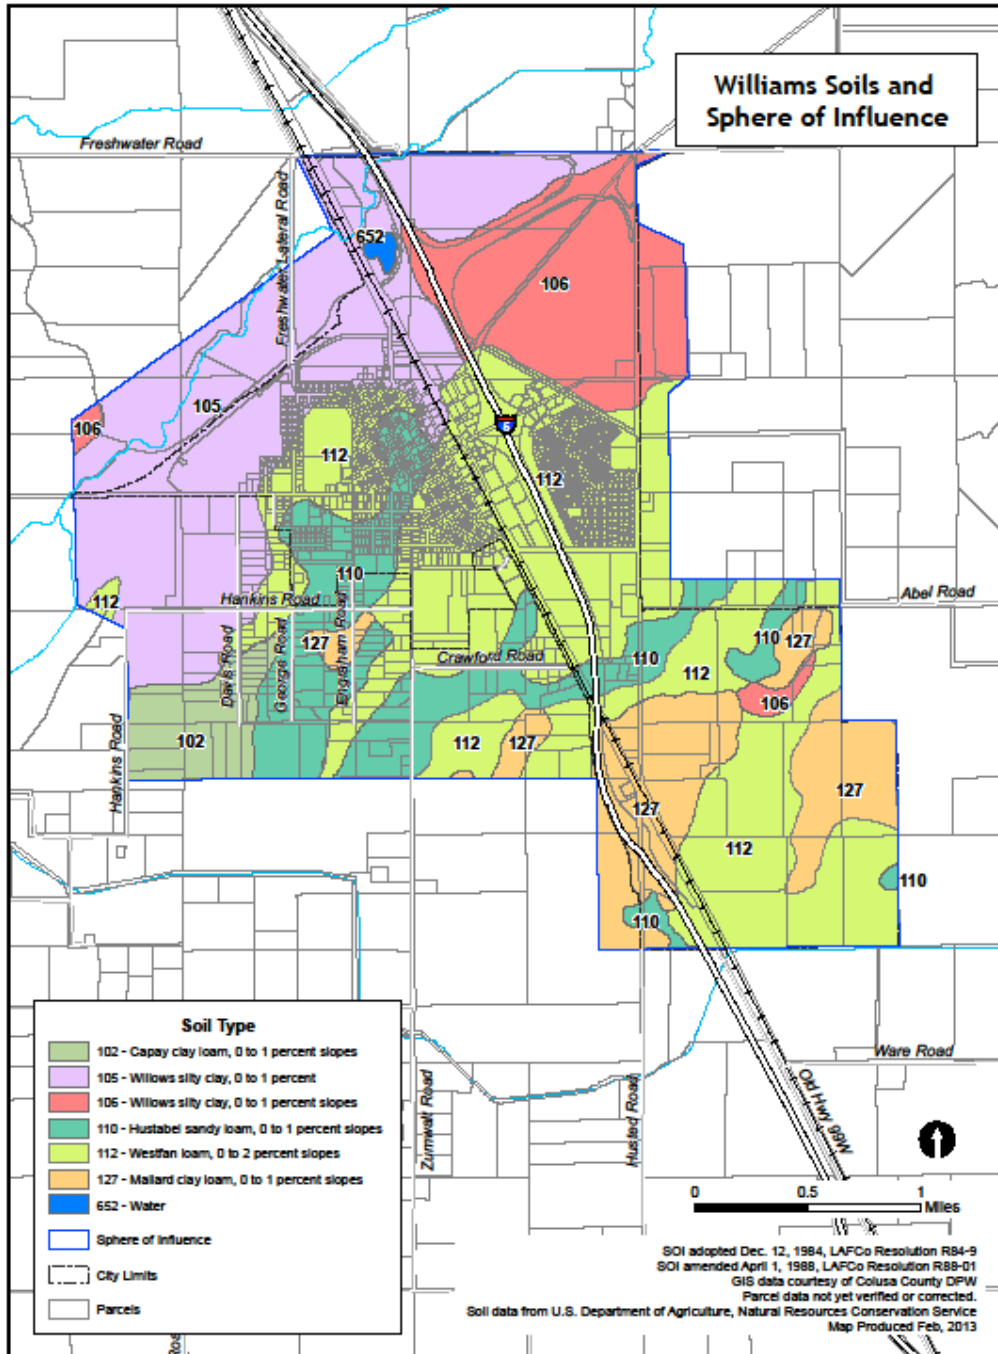 Williams Soils and
Sphere of Influence
Freshwater Road
Freshwater Lateral Road
652
106
105
106
112
112
110
112
Hankins Road
Abel Road
Davis Road
George Road
Engraham Road
127
Crawford Road
110
110
127
112
106
102
112
127
Hankins Road
127
127
112
110
110
Soil Type
102 - Capay clay loam, 0 to 1 percent slopes
105 - Willows silty clay, 0 to 1 percent
106 - Willows silty clay, 0 to 1 percent slopes
110 - Hustabel sandy loam, 0 to 1 percent slopes
112 - Westfan loam, 0 to 2 percent slopes
127 - Mallard clay loam, 0 to 1 percent slopes
652 - Water
Sphere of Influence
City Limits
Parcels
Zumwalt Road
Husted Road
Ware Road
Old Hwy 99W
0 0.5 1
Miles
SOI adopted Dec. 12, 1984, LAFCo Resolution R84-9
SOI amended April 1, 1988, LAFCo Resolution R88-01
GIS data courtesy of Colusa County DPW
Parcel data not yet verified or corrected.
Soil data from U.S. Department of Agriculture, Natural Resources Conservation Service
Map Produced Feb, 2013